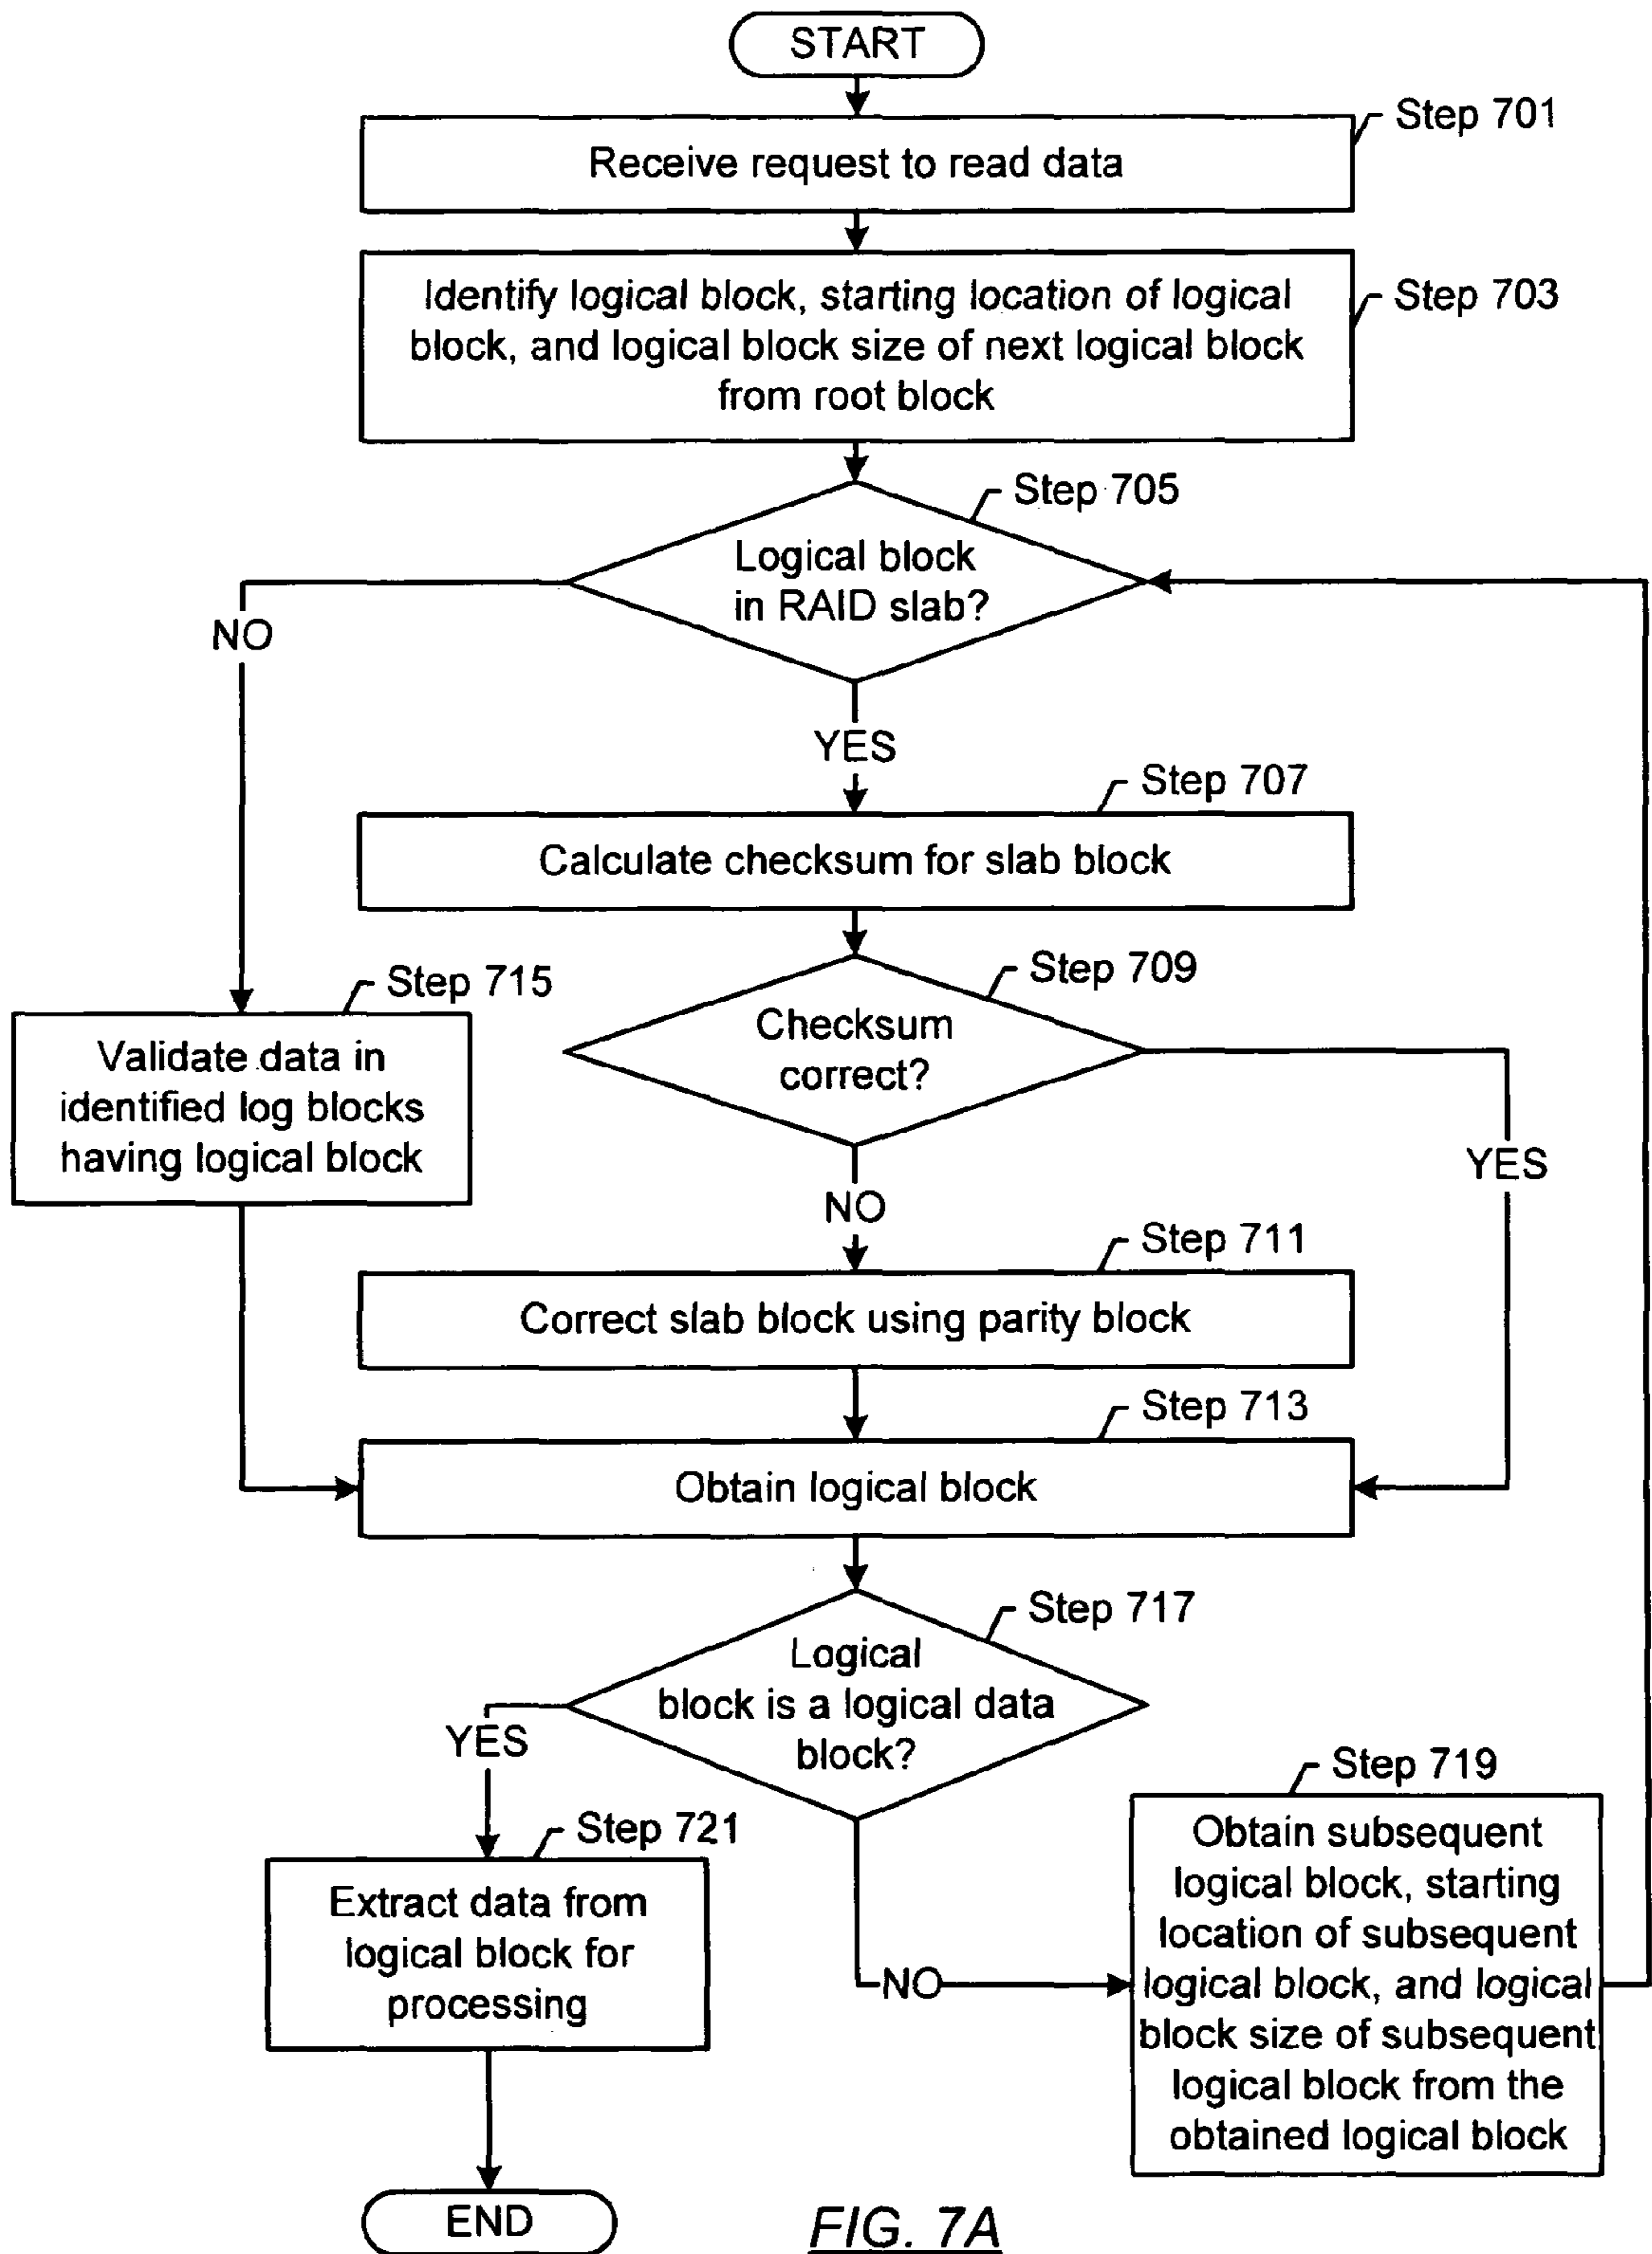 START
Step 701
Receive request to read data
Step 703
Identify logical block, starting location of logical
block, and logical block size of next logical block
from root block
Step 705
Logical block
in RAID slab?
NO
YES
Step 707
Calculate checksum for slab block
Step 709
Checksum
correct?
Step 715
Validate data in
identified log blocks
having logical block
YES
NO
Step 711
Correct slab block using parity block
Step 713
Obtain logical block
Step 717
Logical
block is a logical data
block?
YES
Step 719
Obtain subsequent
logical block, starting
location of subsequent
logical block, and logical
block size of subsequent
logical block from the
obtained logical block
Step 721
Extract data from
logical block for
processing
NO
END
FIG. 7A